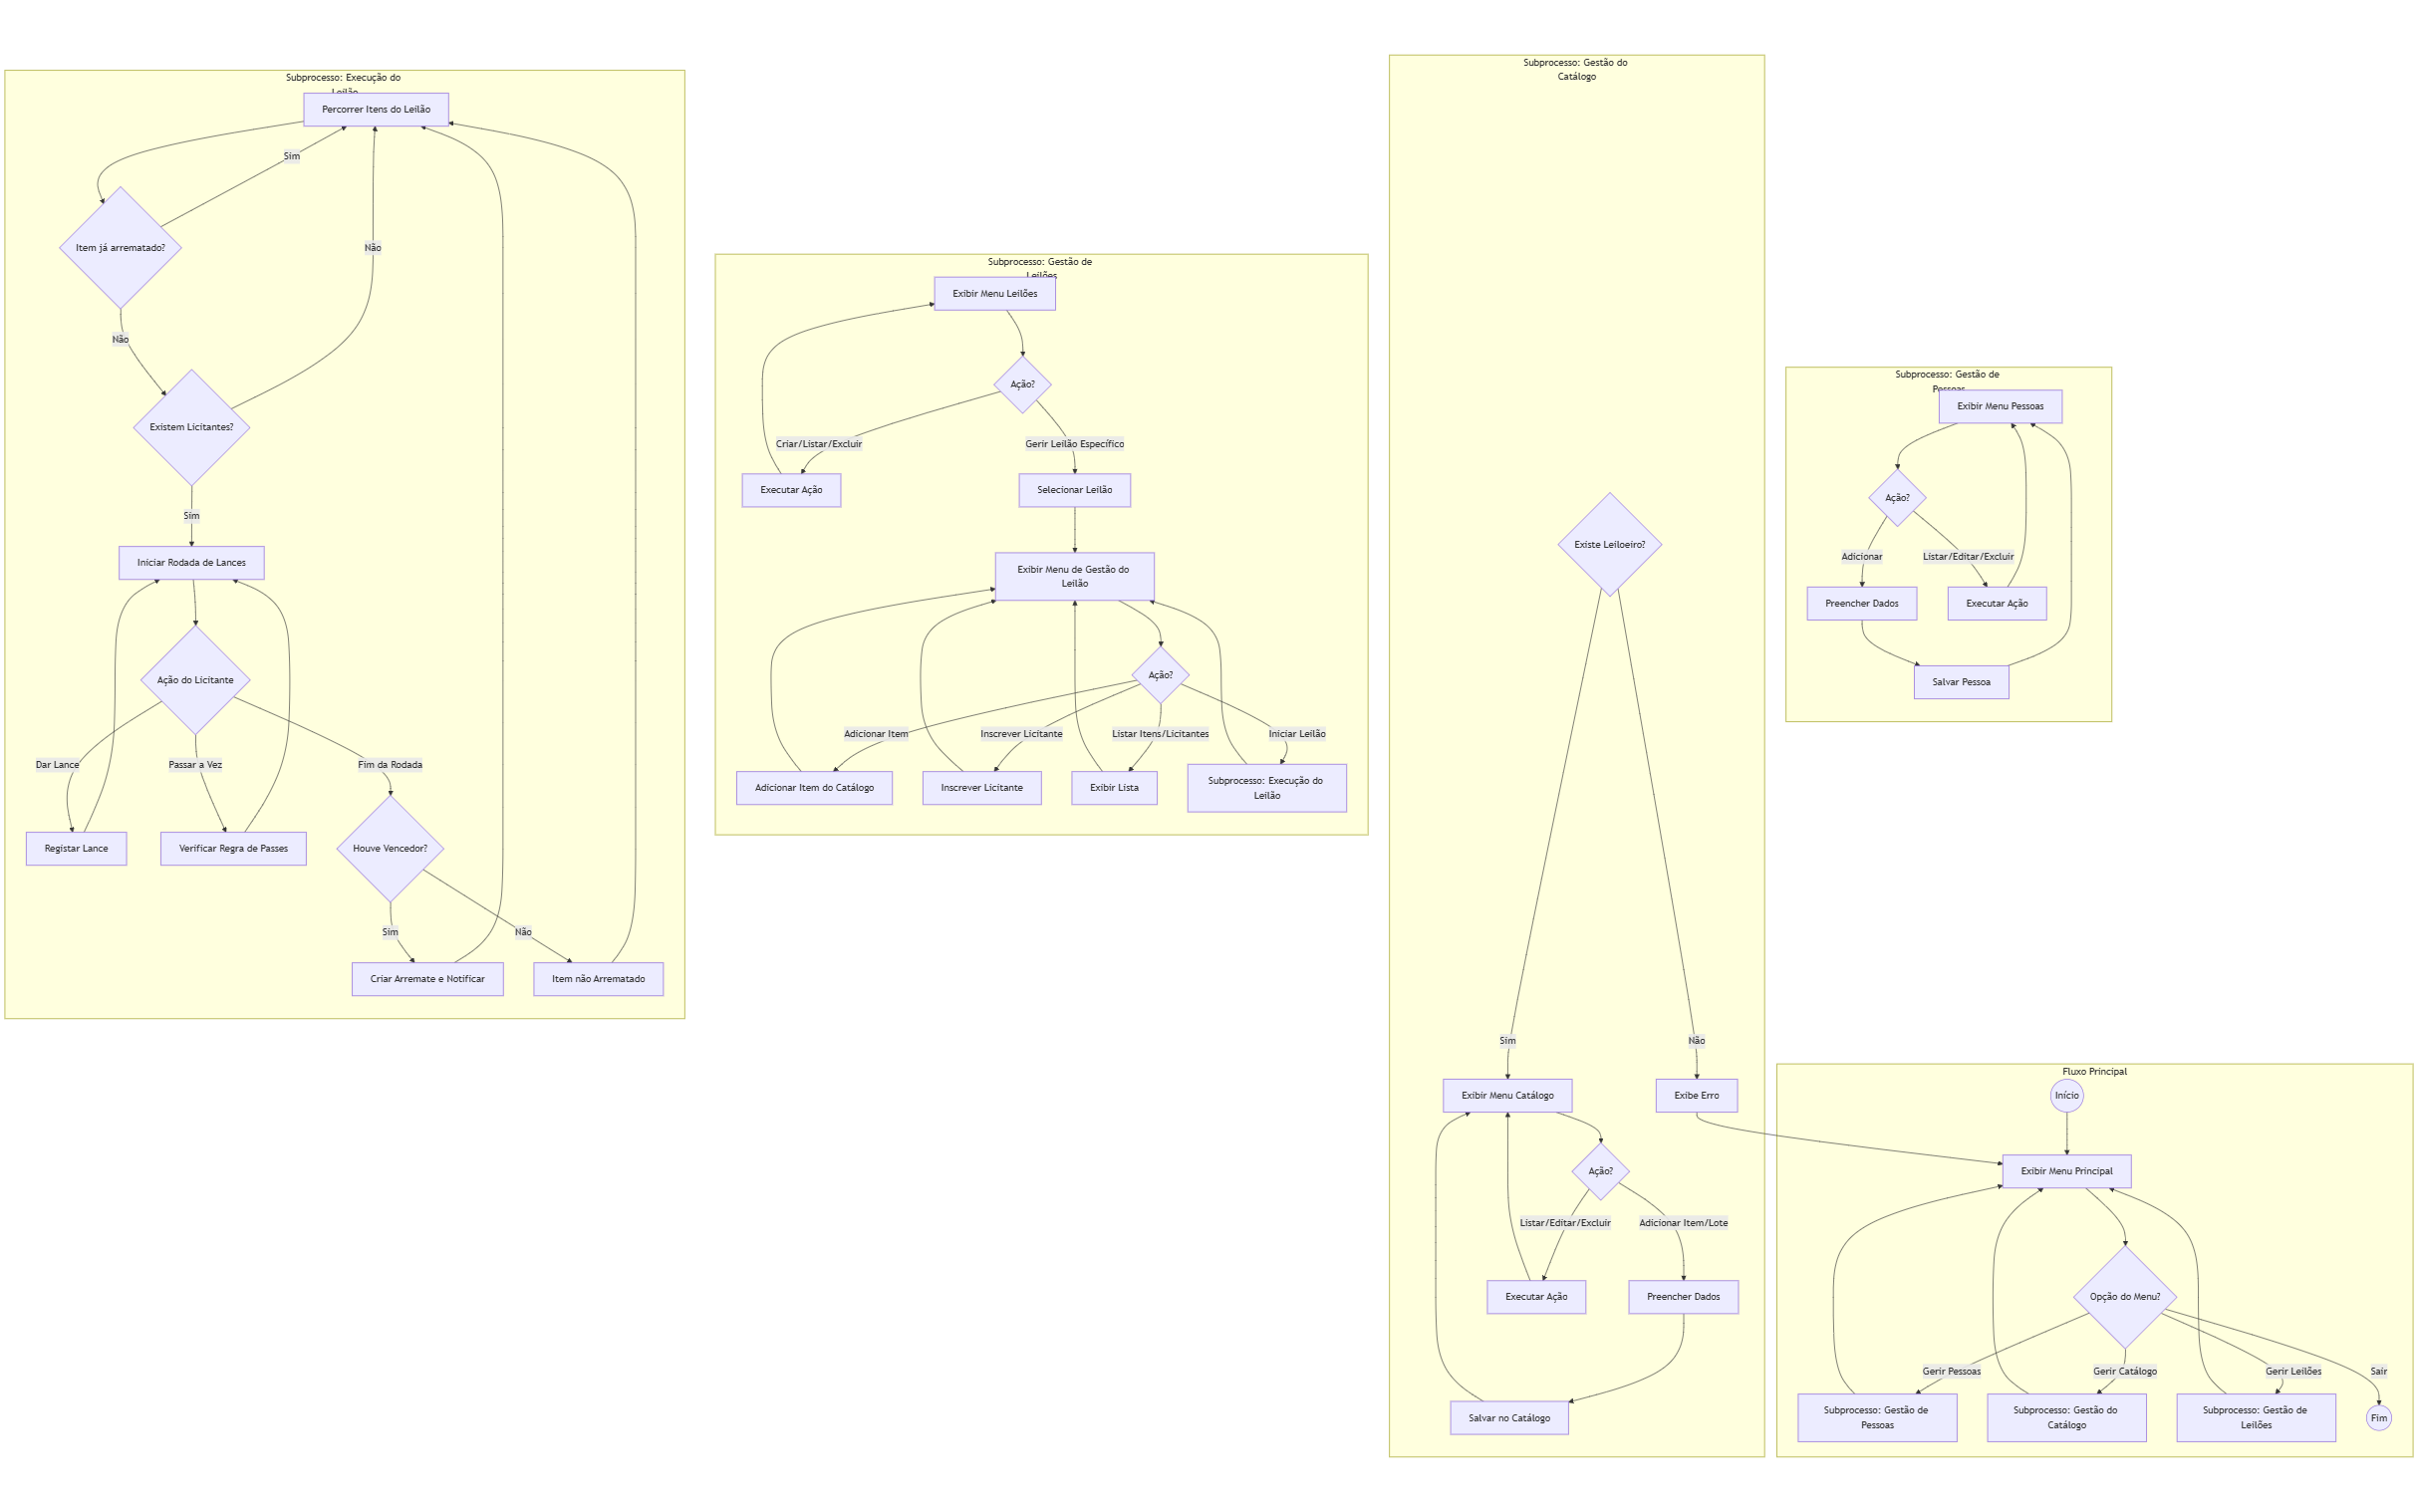 Subprocesso: Execução do
Leilão
Percorrer Itens do Leilão
Sim
Item já arrematado?
Não
Não
Existem Licitantes?
Sim
Iniciar Rodada de Lances
Ação do Licitante
Dar Lance
Passar a Vez
Fim da Rodada
Registar Lance
Verificar Regra de Passes
Houve Vencedor?
Sim
Não
Criar Arremate e Notificar
Item não Arrematado
Subprocesso: Gestão de
Leilões
Exibir Menu Leilões
Ação?
Criar/Listar/Excluir
Gerir Leilão Específico
Executar Ação
Selecionar Leilão
Exibir Menu de Gestão do
Leilão
Ação?
Adicionar Item
Inscrever Licitante
Listar Itens/Licitantes
Iniciar Leilão
Adicionar Item do Catálogo
Inscrever Licitante
Exibir Lista
Subprocesso: Execução do
Leilão
Subprocesso: Gestão do
Catálogo
Existe Leiloeiro?
Sim
Não
Exibir Menu Catálogo
Exibe Erro
Ação?
Listar/Editar/Excluir
Adicionar Item/Lote
Executar Ação
Preencher Dados
Salvar no Catálogo
Subprocesso: Gestão de
Pessoas
Exibir Menu Pessoas
Ação?
Adicionar
Listar/Editar/Excluir
Preencher Dados
Executar Ação
Salvar Pessoa
Fluxo Principal
Início
Exibir Menu Principal
Opção do Menu?
Gerir Pessoas
Gerir Catálogo
Gerir Leilões
Sair
Subprocesso: Gestão de
Pessoas
Subprocesso: Gestão do
Catálogo
Subprocesso: Gestão de
Leilões
Fim